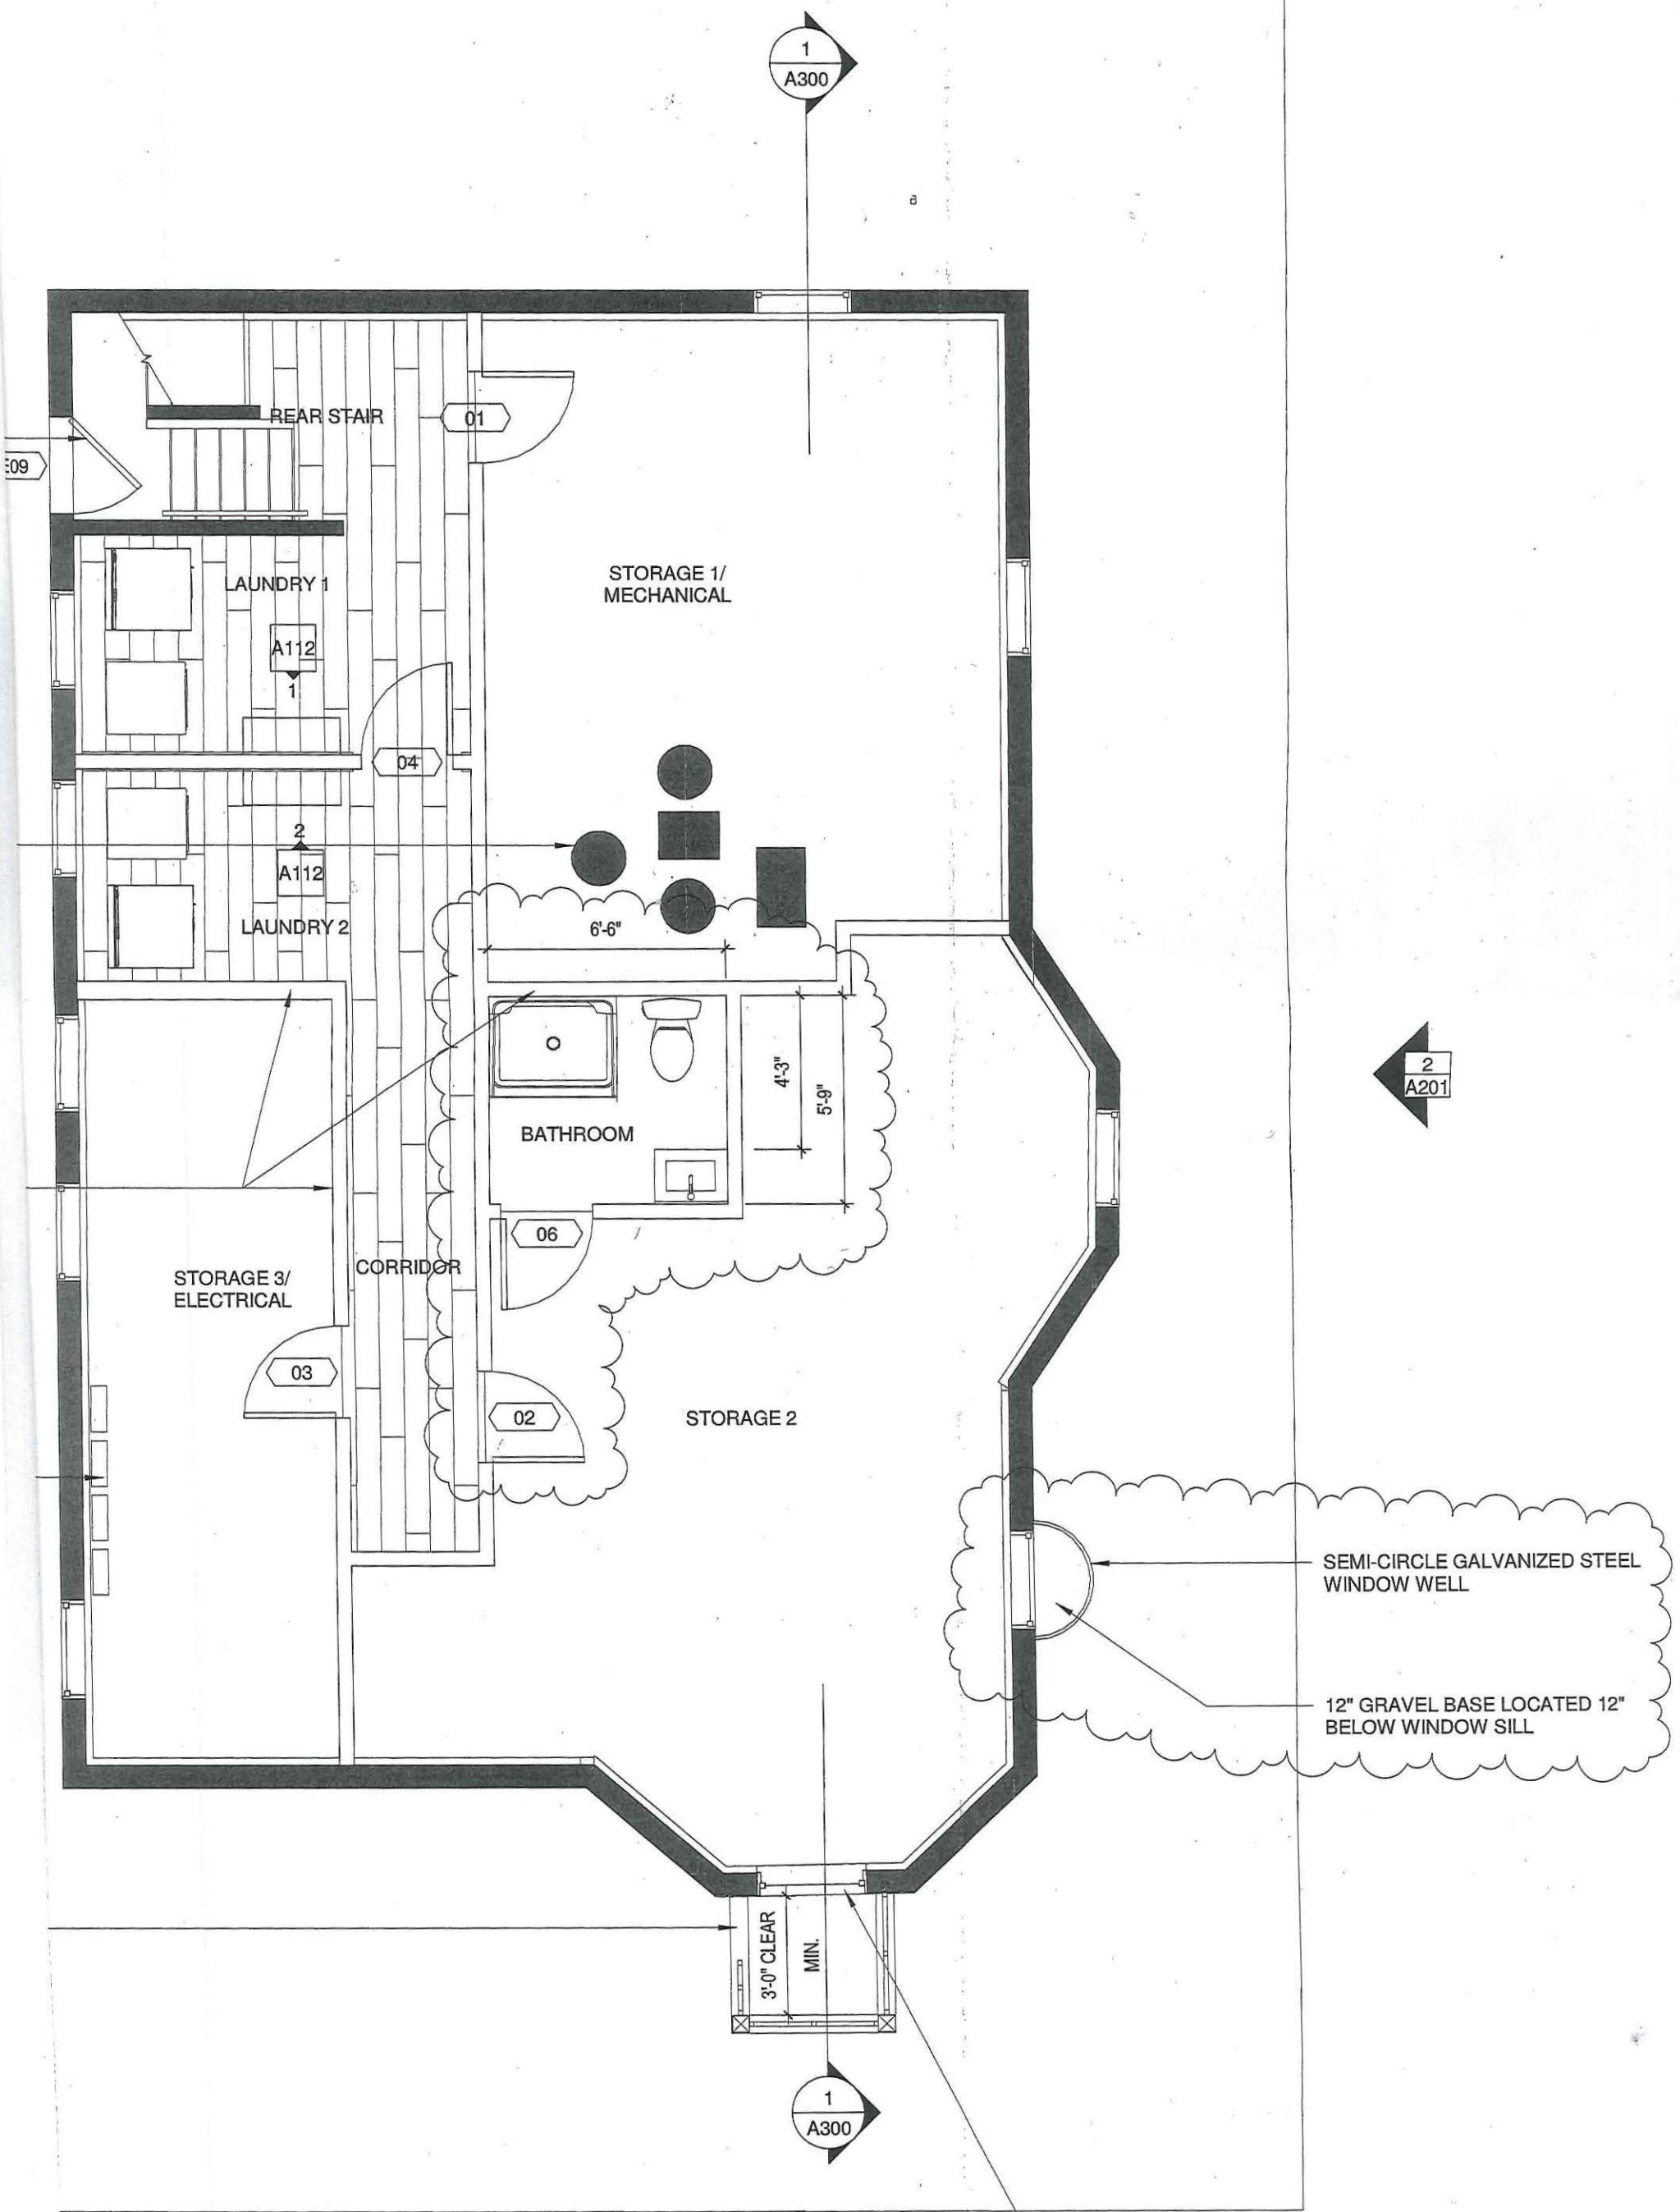 1
A300
REAR STAIR
01
E09
STORAGE 1/
MECHANICAL
LAUNDRY 1
A112
1
04
2
A112
LAUNDRY 2
6'-6"
4'-3"
5'-9"
2
A201
BATHROOM
06
CORRIDOR
STORAGE 3/
ELECTRICAL
03
02
STORAGE 2
SEMI-CIRCLE GALVANIZED STEEL
WINDOW WELL
12" GRAVEL BASE LOCATED 12"
BELOW WINDOW SILL
3'-0" CLEAR
MIN.
1
A300